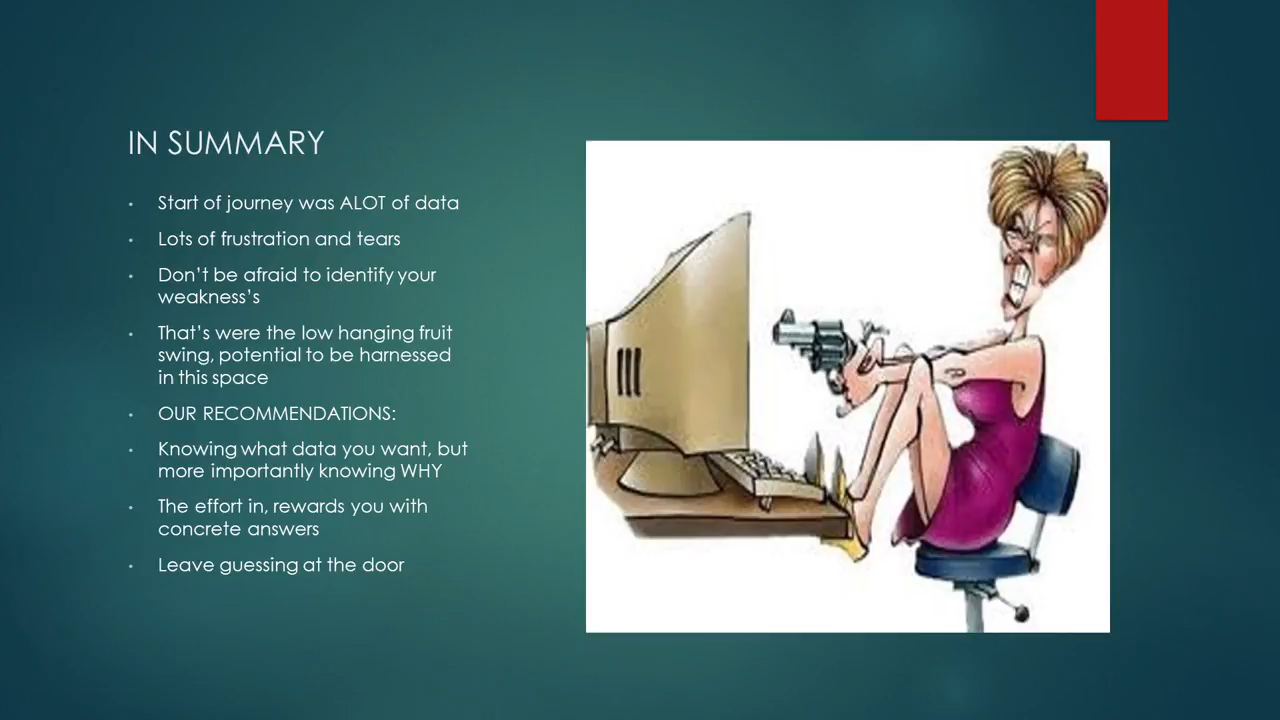 IN SUMMARY
Start of journey was ALOT of data
Lots of frustration and tears
Don't be afraid to identify your
weakness's
That's were the low hanging fruit
swing, potential to be harnessed
in this space
OUR RECOMMENDATIONS:
Knowing what data you want, but
more importantly knowing WHY
The effort in, rewards you with
concrete answers
Leave guessing at the door